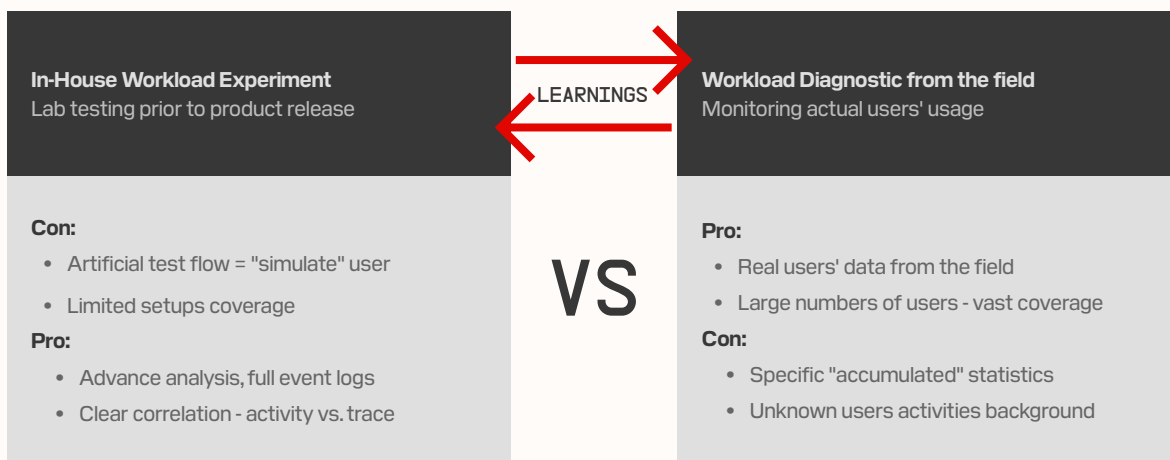 In-House Workload Experiment
Lab testing prior to product release
LEARNINGS
Workload Diagnostic from the field
Monitoring actual users' usage
Con:
• Artificial test flow = "simulate" user
• Limited setups coverage
Pro:
• Advance analysis, full event logs
• Clear correlation - activity vs. trace
VS
Pro:
• Real users' data from the field
• Large numbers of users - vast coverage
Con:
• Specific "accumulated" statistics
• Unknown users activities background